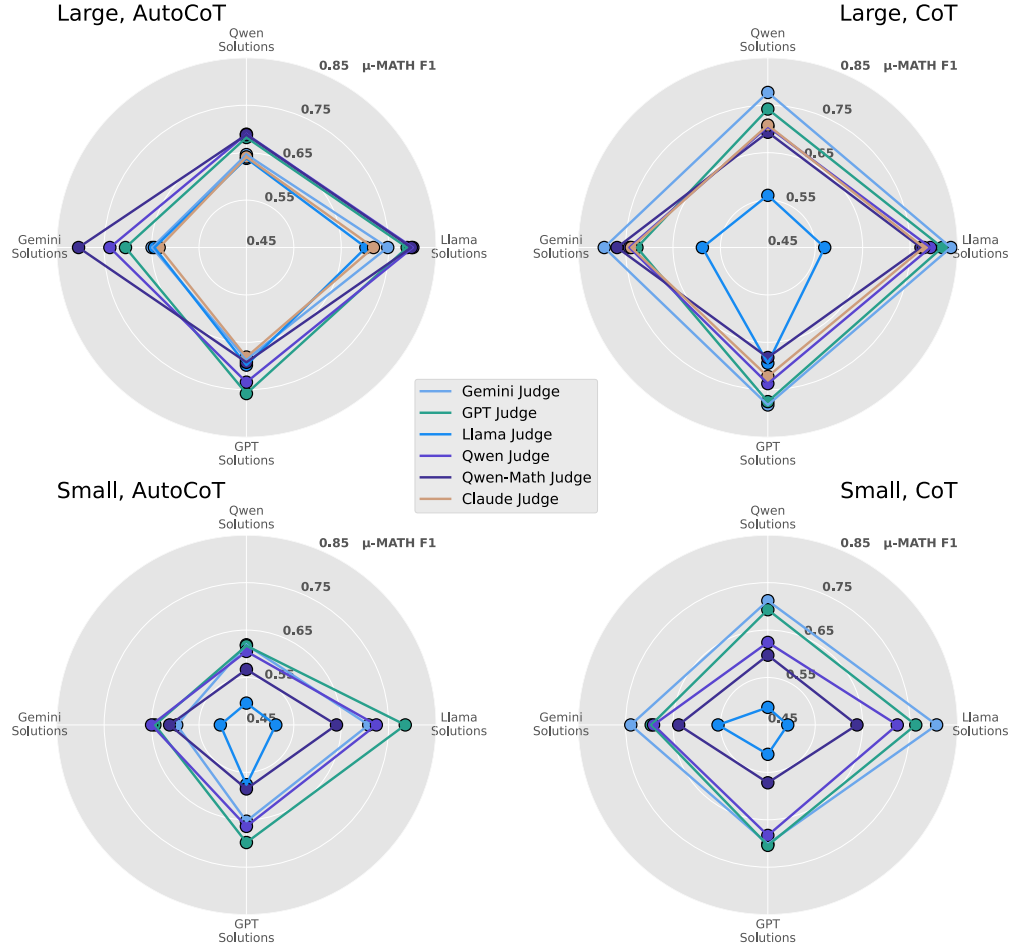 Large, AutoCoT
Qwen
Solutions
0.85 μ-MATH F1
0.75
0.65
0.55
0.45
Gemini
Solutions
Llama
Solutions
GPT
Solutions
Large, CoT
Qwen
Solutions
0.85 μ-MATH F1
0.75
0.65
0.55
0.45
Gemini
Solutions
Llama
Solutions
GPT
Solutions
Gemini Judge
GPT Judge
Llama Judge
Qwen Judge
Qwen-Math Judge
Claude Judge
Small, AutoCoT
Qwen
Solutions
0.85 μ-MATH F1
0.75
0.65
0.55
0.45
Gemini
Solutions
Llama
Solutions
GPT
Solutions
Small, CoT
Qwen
Solutions
0.85 μ-MATH F1
0.75
0.65
0.55
0.45
Gemini
Solutions
Llama
Solutions
GPT
Solutions